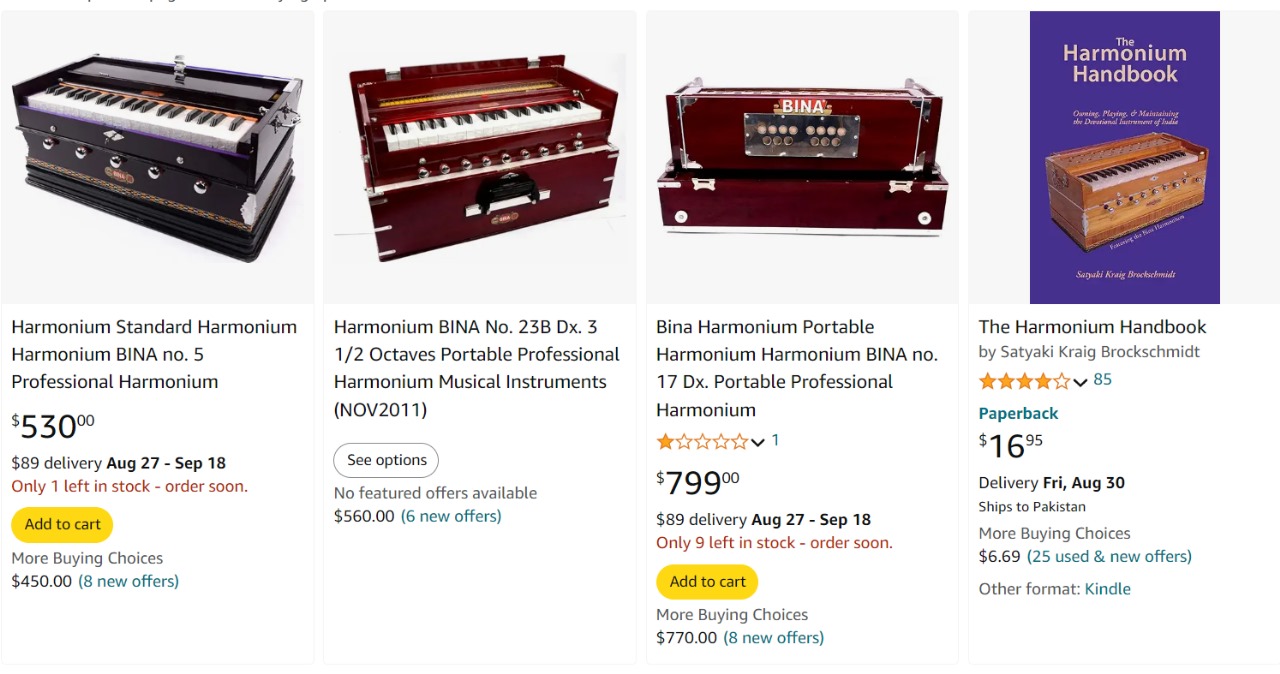 Harmonium Standard Harmonium
Harmonium BINA no. 5
Professional Harmonium
$530 00
$89 delivery Aug 27 - Sep 18
Only 1 left in stock - order soon.
Add to cart
More Buying Choices
$450.00 (8 new offers)
BINA
Harmonium BINA No. 23B Dx. 3
1/2 Octaves Portable Professional
Harmonium Musical Instruments
(NOV2011)
See options
No featured offers available
$560.00 (6 new offers)
BINA
Bina Harmonium Portable
Harmonium Harmonium BINA no.
17 Dx. Portable Professional
Harmonium
1
$799 00
$89 delivery Aug 27 - Sep 18
Only 9 left in stock - order soon.
Add to cart
More Buying Choices
$770.00 (8 new offers)
The
Harmonium
Handbook
Owning, Playing, & Maintaining
the Devotional Instrument of India
Featuring the Bina Harmonium
Satyaki Kraig Brockschmidt
The Harmonium Handbook
by Satyaki Kraig Brockschmidt
85
Paperback
$16 95
Delivery Fri, Aug 30
Ships to Pakistan
More Buying Choices
$6.69 (25 used & new offers)
Other format: Kindle